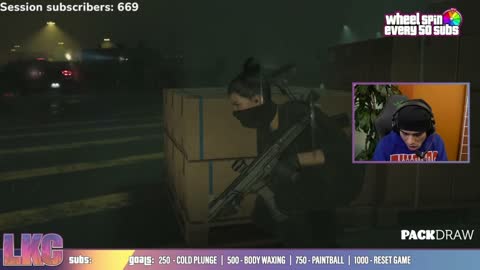 Session subscribers: 669
wheel spin
every 50 subs
PACKDRAW
LKC subs: goals: 250 - COLD PLUNGE | 500 - BODY WAXING | 750 - PAINTBALL | 1000 - RESET GAME